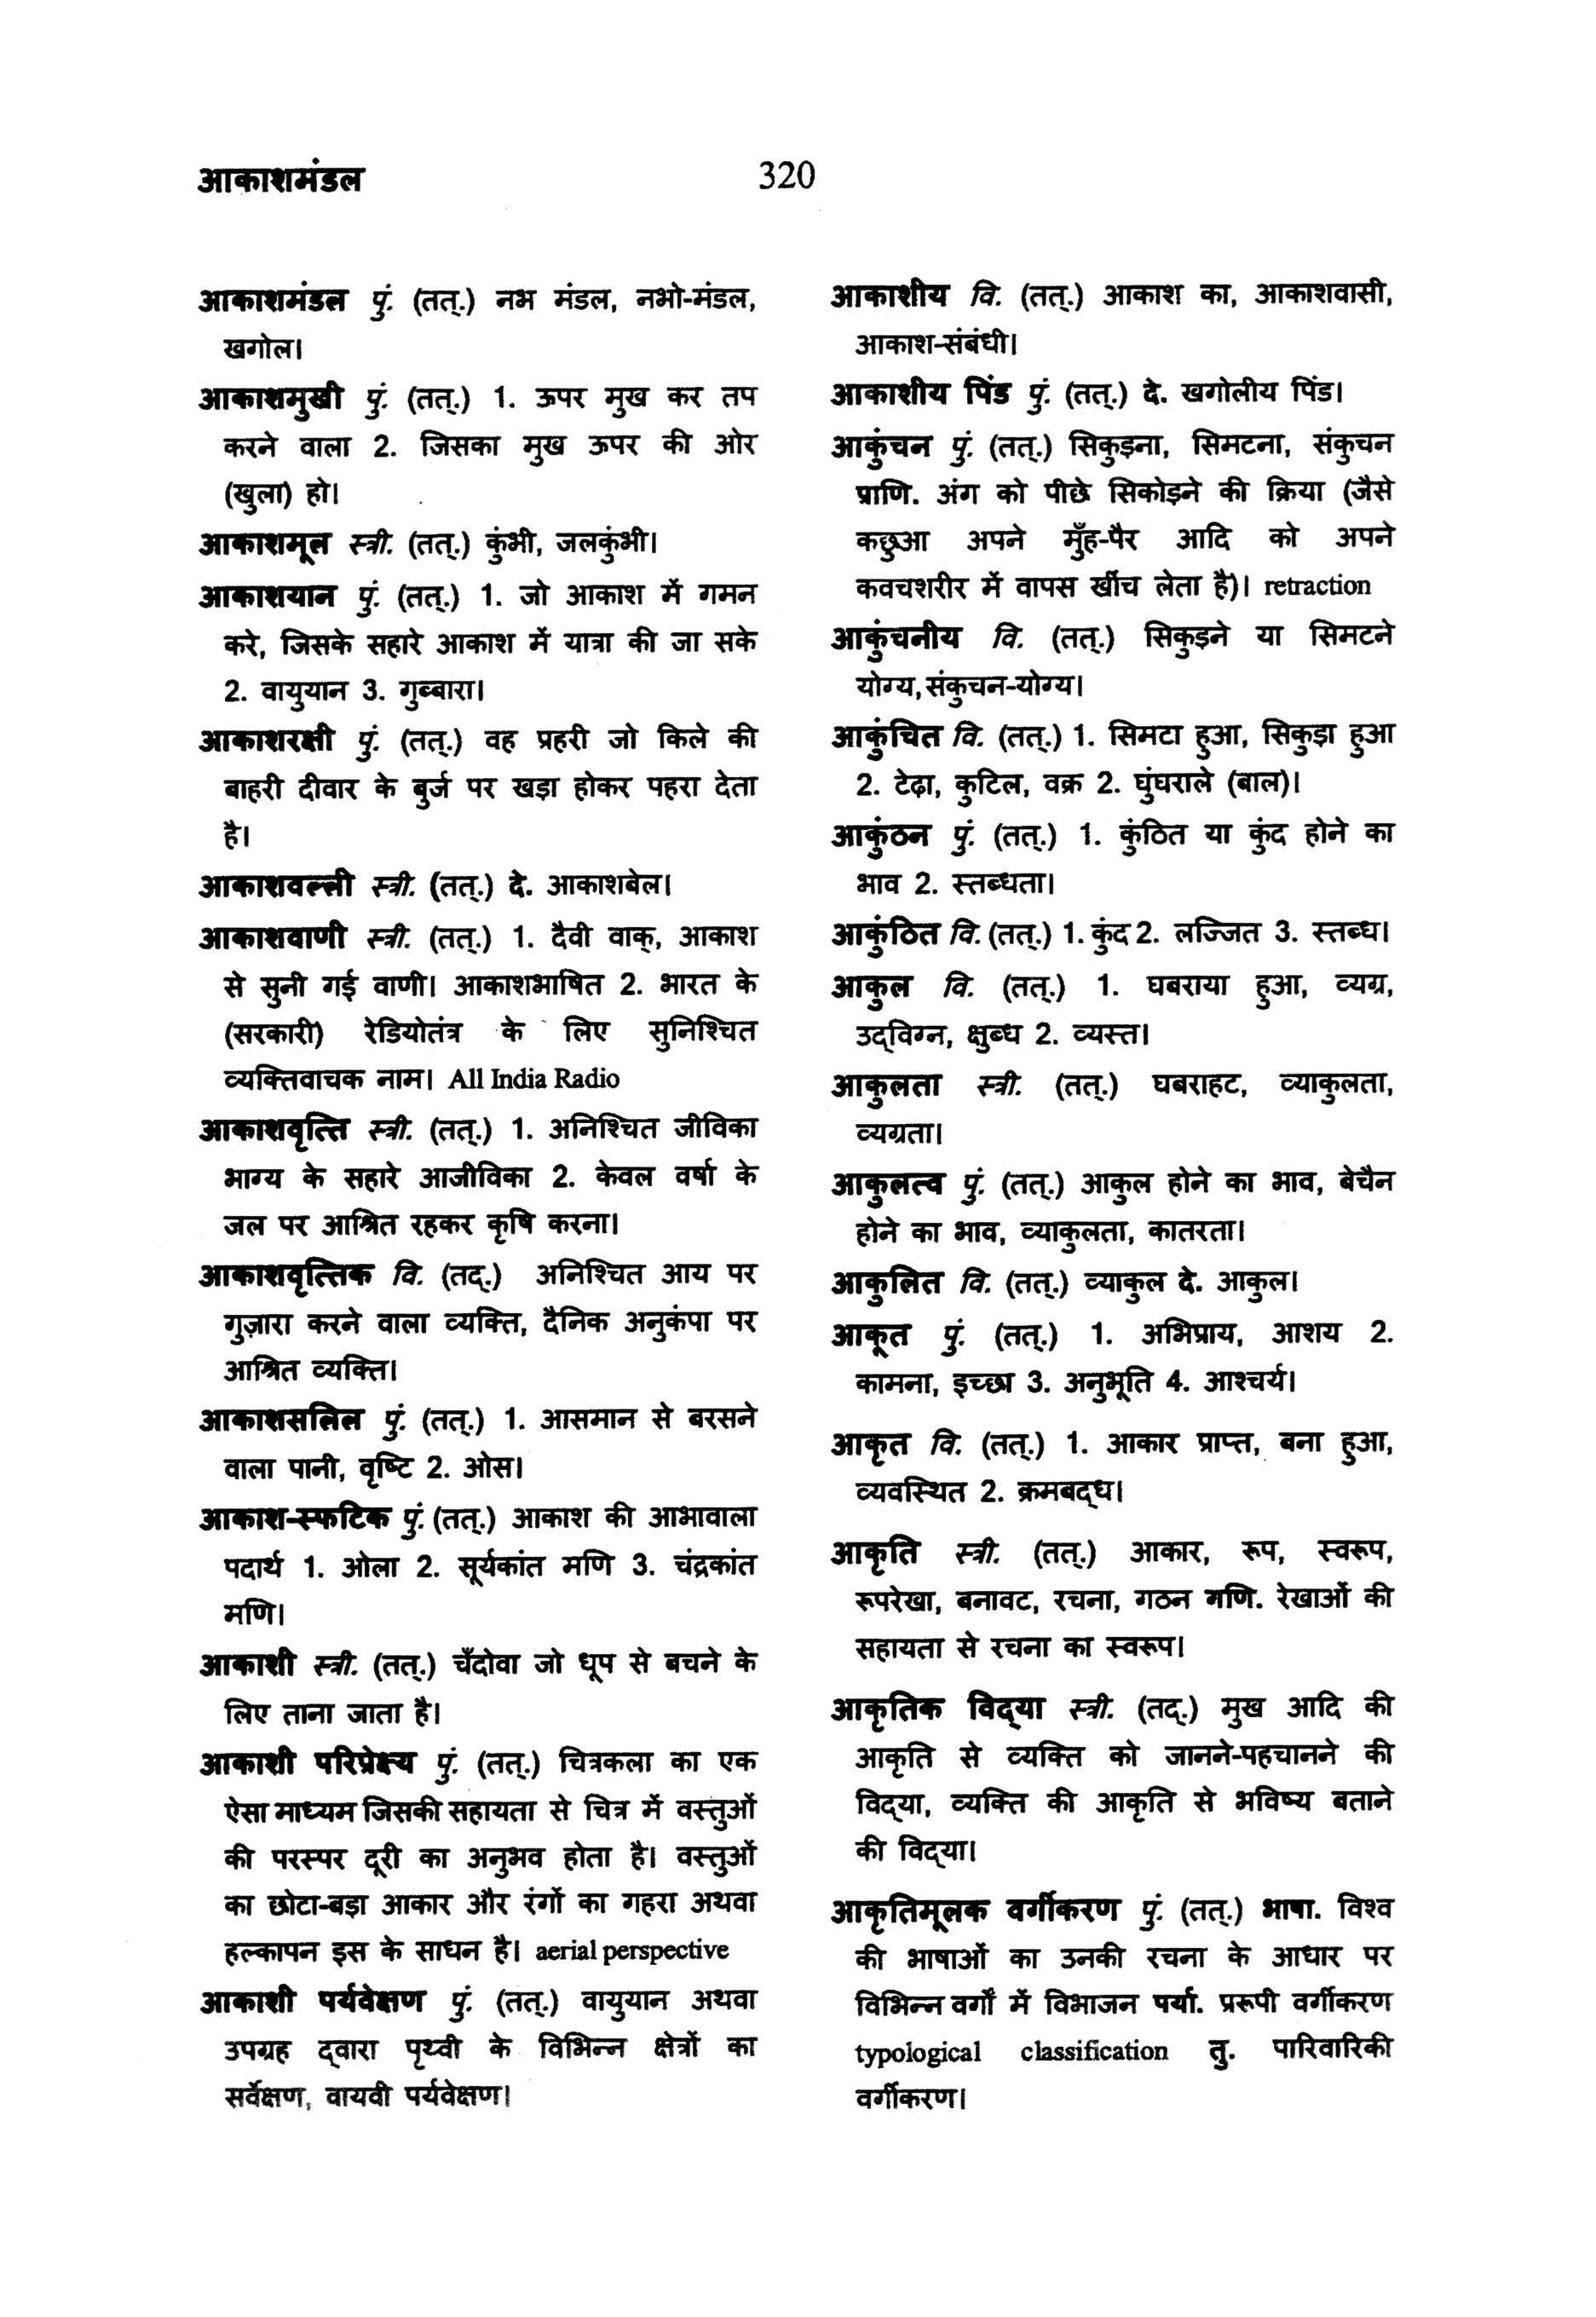 आकाशमंडल
320
आकाशमंडल पुं. (तत्.) नभ मंडल, नभो-मंडल,
खगोल।
आकाशमुखी पुं. (तत्.) 1. ऊपर मुख कर तप
करने वाला 2. जिसका मुख ऊपर की ओर
(खुला) हो।
आकाशमूल स्त्री. (तत्.) कुंभी, जलकुंभी।
आकाशयान पुं. (तत्.) 1. जो आकाश में गमन
करे, जिसके सहारे आकाश में यात्रा की जा सके
2. वायुयान 3. गुब्बारा।
आकाशरक्षी पुं. (तत्.) वह प्रहरी जो किले की
बाहरी दीवार के बुर्ज पर खड़ा होकर पहरा देता
है।
आकाशवल्ली स्त्री. (तत्.) दे. आकाशबेल।
आकाशवाणी स्त्री. (तत्.) 1. दैवी वाक्, आकाश
से सुनी गई वाणी। आकाशभाषित 2. भारत के
(सरकारी) रेडियोतंत्र के लिए सुनिश्चित
व्यक्तिवाचक नाम। All India Radio
आकाशवृत्ति स्त्री. (तत्.) 1. अनिश्चित जीविका
भाग्य के सहारे आजीविका 2. केवल वर्षा के
जल पर आश्रित रहकर कृषि करना।
आकाशवृत्तिक वि. (तद्.) अनिश्चित आय पर
गुज़ारा करने वाला व्यक्ति, दैनिक अनुकंपा पर
आश्रित व्यक्ति।
आकाशसलिल पुं. (तत्.) 1. आसमान से बरसने
वाला पानी, वृष्टि 2. ओस।
आकाश-स्फटिक पुं. (तत्.) आकाश की आभावाला
पदार्थ 1. ओला 2. सूर्यकांत मणि 3. चंद्रकांत
मणि।
आकाशी स्त्री. (तत्.) चँदोवा जो धूप से बचने के
लिए ताना जाता है।
आकाशी परिप्रेक्ष्य पुं. (तत्.) चित्रकला का एक
ऐसा माध्यम जिसकी सहायता से चित्र में वस्तुओं
की परस्पर दूरी का अनुभव होता है। वस्तुओं
का छोटा-बड़ा आकार और रंगों का गहरा अथवा
हल्कापन इस के साधन है। aerial perspective
आकाशी पर्यवेक्षण पुं. (तत्.) वायुयान अथवा
उपग्रह द्‌वारा पृथ्वी के विभिन्न क्षेत्रों का
सर्वेक्षण, वायवी पर्यवेक्षण।
आकाशीय वि. (तत्.) आकाश का, आकाशवासी,
आकाश-संबंधी।
आकाशीय पिंड पुं. (तत्.) दे. खगोलीय पिंड।
आकुंचन पुं. (तत्.) सिकुड़ना, सिमटना, संकुचन
प्राणि. अंग को पीछे सिकोड़ने की क्रिया (जैसे
कछुआ अपने मुँह-पैर आदि को अपने
कवचशरीर में वापस खींच लेता है)। retraction
आकुंचनीय वि. (तत्.) सिकुड़ने या सिमटने
योग्य, संकुचन-योग्य।
आकुंचित वि. (तत्.) 1. सिमटा हुआ, सिकुड़ा हुआ
2. टेढ़ा, कुटिल, वक्र 2. घुंघराले (बाल)।
आकुंठन पुं. (तत्.) 1. कुंठित या कुंद होने का
भाव 2. स्तब्धता।
आकुंठित वि. (तत्.) 1. कुंद 2. लज्जित 3. स्तब्ध।
आकुल वि. (तत्.) 1. घबराया हुआ, व्यग्र,
उद्‌विग्न, क्षुब्ध 2. व्यस्त।
आकुलता स्त्री. (तत्.) घबराहट, व्याकुलता,
व्यग्रता।
आकुलत्व पुं. (तत्.) आकुल होने का भाव, बेचैन
होने का भाव, व्याकुलता, कातरता।
आकुलित वि. (तत्.) व्याकुल दे. आकुल।
आकूत पुं. (तत्.) 1. अभिप्राय, आशय 2.
कामना, इच्छा 3. अनुभूति 4. आश्चर्य।
आकृत वि. (तत्.) 1. आकार प्राप्त, बना हुआ,
व्यवस्थित 2. क्रमबद्‌ध।
आकृति स्त्री. (तत्.) आकार, रूप, स्वरूप,
रूपरेखा, बनावट, रचना, गठन गणि. रेखाओं की
सहायता से रचना का स्वरूप।
आकृतिक विद्‌या स्त्री. (तद्.) मुख आदि की
आकृति से व्यक्ति को जानने-पहचानने की
विद्‌या, व्यक्ति की आकृति से भविष्य बताने
की विद्‌या।
आकृतिमूलक वर्गीकरण पुं. (तत्.) भाषा. विश्व
की भाषाओं का उनकी रचना के आधार पर
विभिन्न वर्गों में विभाजन पर्या. प्ररूपी वर्गीकरण
typological classification तु. पारिवारिकी
वर्गीकरण।